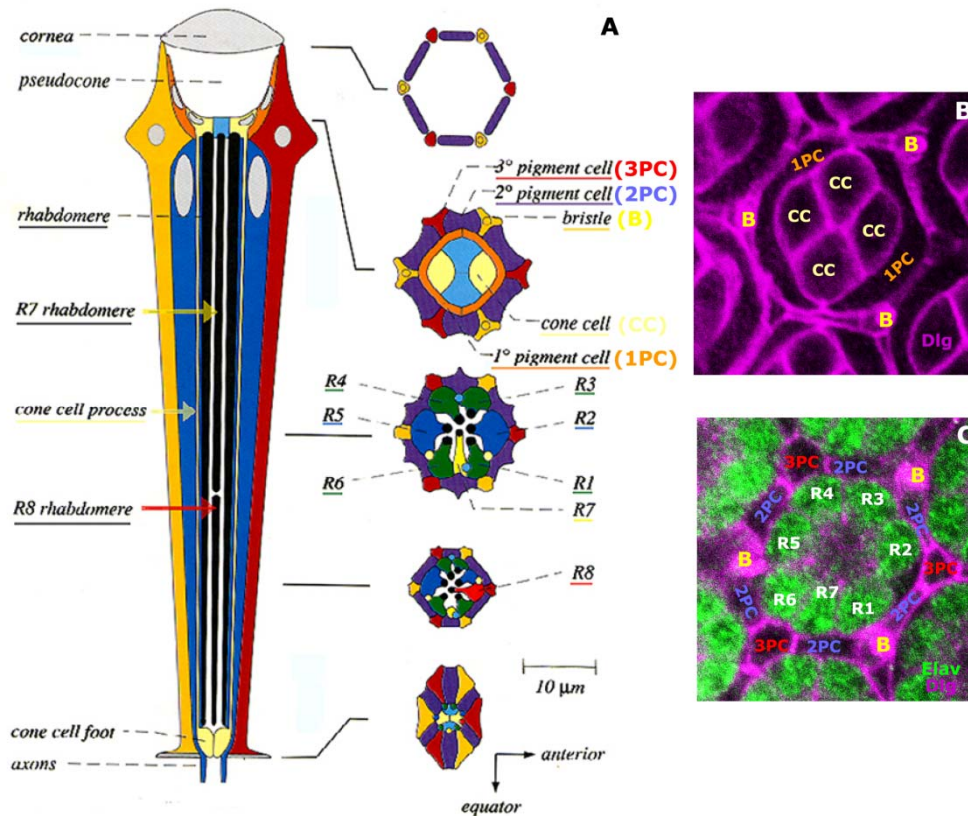 A
cornea
pseudocone
rhabdomere
R7 rhabdomere
cone cell process
R8 rhabdomere
cone cell foot
axons
3° pigment cell (3PC)
2° pigment cell (2PC)
bristle (B)
cone cell (CC)
1° pigment cell (1PC)
R4 R3
R5 R2
R6 R1
R7
R8
10 μm
anterior
equator
B
1PC B
CC
B CC CC
CC 1PC
B
Dlg
C
3PC 2PC B
2PC R4 R3 2PC
R5 R2
B 3PC
2PC R6 R7 R1 2PC
3PC 2PC B
Elav
Dlg